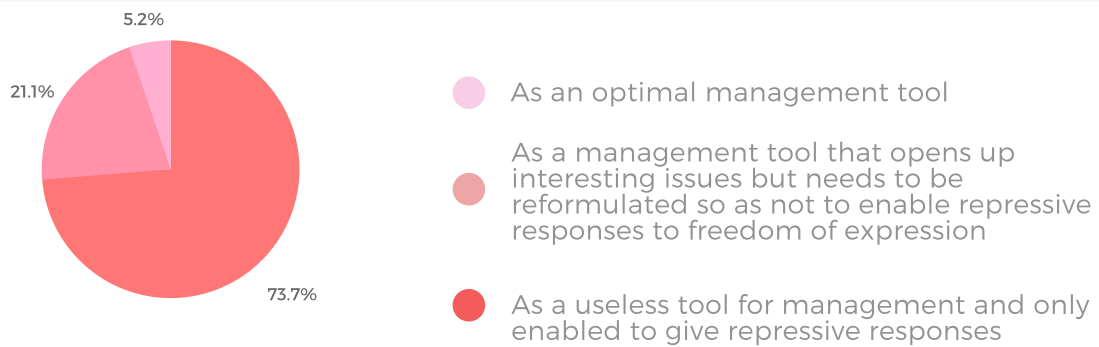 5.2%
21.1%
73.7%
As an optimal management tool
As a management tool that opens up
interesting issues but needs to be
reformulated so as not to enable repressive
responses to freedom of expression
As a useless tool for management and only
enabled to give repressive responses